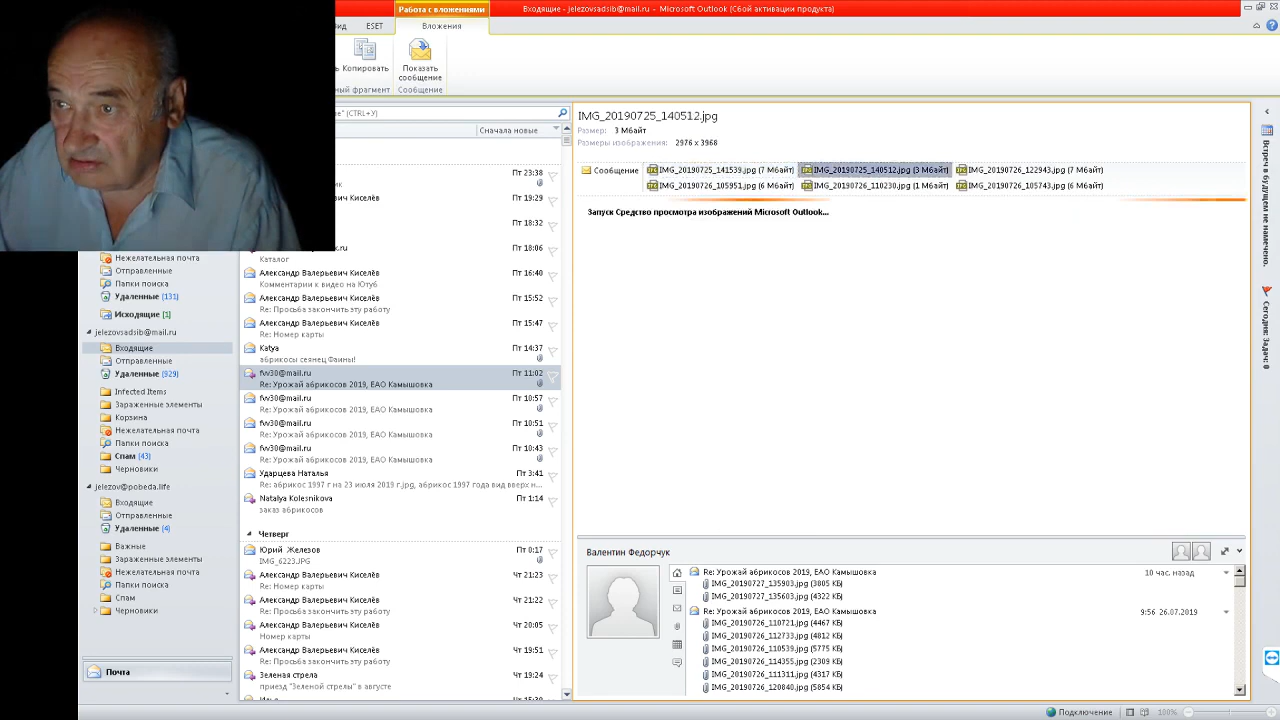 Работа с вложениями
Входящие - jelezovsadsib@mail.ru - Microsoft Outlook (Сбой активации продукта)
ид
ESET
Вложения
ь Копировать
Показать
сообщение
ный фрагмент
Сообщение
е" (CTRL+У)
Сначала новые
Пт 23:38
ик
Пт 19:29
Пт 18:32
к.ru
Пт 18:06
Каталог
Александр Валерьевич Киселёв
Пт 16:40
Комментарии к видео на Ютуб
Александр Валерьевич Киселёв
Пт 15:52
Re: Просьба закончить эту работу
Александр Валерьевич Киселёв
Пт 15:47
Re: Номер карты
Katya
Пт 14:37
абрикосы сеянец Фаины!
fvv30@mail.ru
Пт 11:02
Re: Урожай абрикосов 2019, ЕАО Камышовка
fvv30@mail.ru
Пт 10:57
Re: Урожай абрикосов 2019, ЕАО Камышовка
fvv30@mail.ru
Пт 10:51
Re: Урожай абрикосов 2019, ЕАО Камышовка
fvv30@mail.ru
Пт 10:43
Re: Урожай абрикосов 2019, ЕАО Камышовка
Ударцева Наталья
Пт 3:41
Re: абрикос 1997 г на 23 июля 2019 г.jpg, абрикос 1997 года вид вверх н...
Natalya Kolesnikova
Пт 1:14
заказ абрикосов
Четверг
Юрий Железов
Пт 0:17
IMG_6223.JPG
Александр Валерьевич Киселёв
Чт 21:23
Re: Номер карты
Александр Валерьевич Киселёв
Чт 21:22
Re: Просьба закончить эту работу
Александр Валерьевич Киселёв
Чт 20:05
Номер карты
Александр Валерьевич Киселёв
Чт 19:51
Re: Просьба закончить эту работу
Зеленая стрела
Чт 19:24
приезд "Зеленой стрелы" в августе
Нежелательная почта
Отправленные
Папки поиска
Удаленные (131)
Исходящие [1]
jelezovsadsib@mail.ru
Входящие
Отправленные
Удаленные (929)
Infected Items
Зараженные элементы
Корзина
Нежелательная почта
Папки поиска
Спам (43)
Черновики
jelezov@pobeda.life
Входящие
Отправленные
Удаленные (4)
Важные
Зараженные элементы
Нежелательная почта
Папки поиска
Спам
Черновики
Почта
IMG_20190725_140512.jpg
Размер: 3 Мбайт
Размеры изображения: 2976 x 3968
Сообщение
IMG_20190725_141539.jpg (7 Мбайт)
IMG_20190725_140512.jpg (3 Мбайт)
IMG_20190726_122943.jpg (7 Мбайт)
IMG_20190726_105951.jpg (6 Мбайт)
IMG_20190726_110230.jpg (1 Мбайт)
IMG_20190726_105743.jpg (6 Мбайт)
Запуск Средство просмотра изображений Microsoft Outlook...
Валентин Федорчук
Re: Урожай абрикосов 2019, ЕАО Камышовка
10 час. назад
IMG_20190727_135903.jpg (3805 КБ)
IMG_20190727_135603.jpg (4322 КБ)
Re: Урожай абрикосов 2019, ЕАО Камышовка
9:56 26.07.2019
IMG_20190726_110721.jpg (4467 КБ)
IMG_20190726_112733.jpg (4812 КБ)
IMG_20190726_110539.jpg (5775 КБ)
IMG_20190726_114355.jpg (2309 КБ)
IMG_20190726_111311.jpg (4317 КБ)
IMG_20190726_120840.jpg (5854 КБ)
Встреч в будущем не намечено.
Сегодня: Задач: 0
Подключение
100%